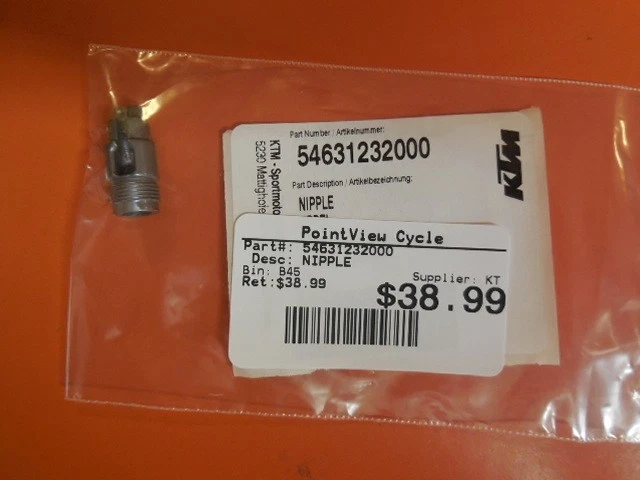 Part Number / Artikelnummer:
54631232000
KTM
KTM - Sportmoto
5230 Mattighofe
Part Description / Artikelbezeichnung:
NIPPLE
PointView Cycle
Part#: 54631232000
Desc: NIPPLE
Bin: B45
Supplier: KT
Ret:$38.99
$38.99